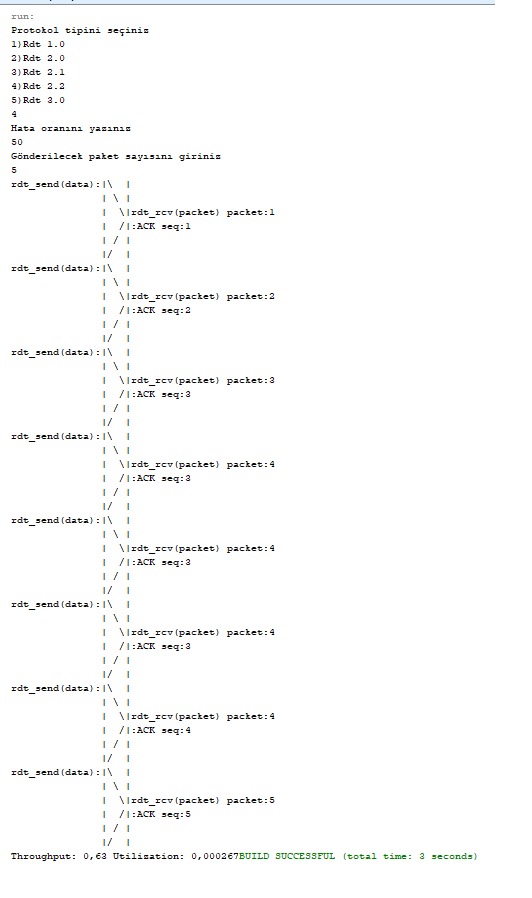 run:
Protokol tipini seçiniz
1)Rdt 1.0
2)Rdt 2.0
3)Rdt 2.1
4)Rdt 2.2
5)Rdt 3.0
4
Hata oranını yazınız
50
Gönderilecek paket sayısını giriniz
5
rdt_send(data):|\  |
               | \ |
               |  \|rdt_rcv(packet) packet:1
               |  /|:ACK seq:1
               | / |
               |/  |
rdt_send(data):|\  |
               | \ |
               |  \|rdt_rcv(packet) packet:2
               |  /|:ACK seq:2
               | / |
               |/  |
rdt_send(data):|\  |
               | \ |
               |  \|rdt_rcv(packet) packet:3
               |  /|:ACK seq:3
               | / |
               |/  |
rdt_send(data):|\  |
               | \ |
               |  \|rdt_rcv(packet) packet:4
               |  /|:ACK seq:3
               | / |
               |/  |
rdt_send(data):|\  |
               | \ |
               |  \|rdt_rcv(packet) packet:4
               |  /|:ACK seq:3
               | / |
               |/  |
rdt_send(data):|\  |
               | \ |
               |  \|rdt_rcv(packet) packet:4
               |  /|:ACK seq:3
               | / |
               |/  |
rdt_send(data):|\  |
               | \ |
               |  \|rdt_rcv(packet) packet:4
               |  /|:ACK seq:4
               | / |
               |/  |
rdt_send(data):|\  |
               | \ |
               |  \|rdt_rcv(packet) packet:5
               |  /|:ACK seq:5
               | / |
               |/  |
Throughput: 0,63 Utilization: 0,000267BUILD SUCCESSFUL (total time: 3 seconds)